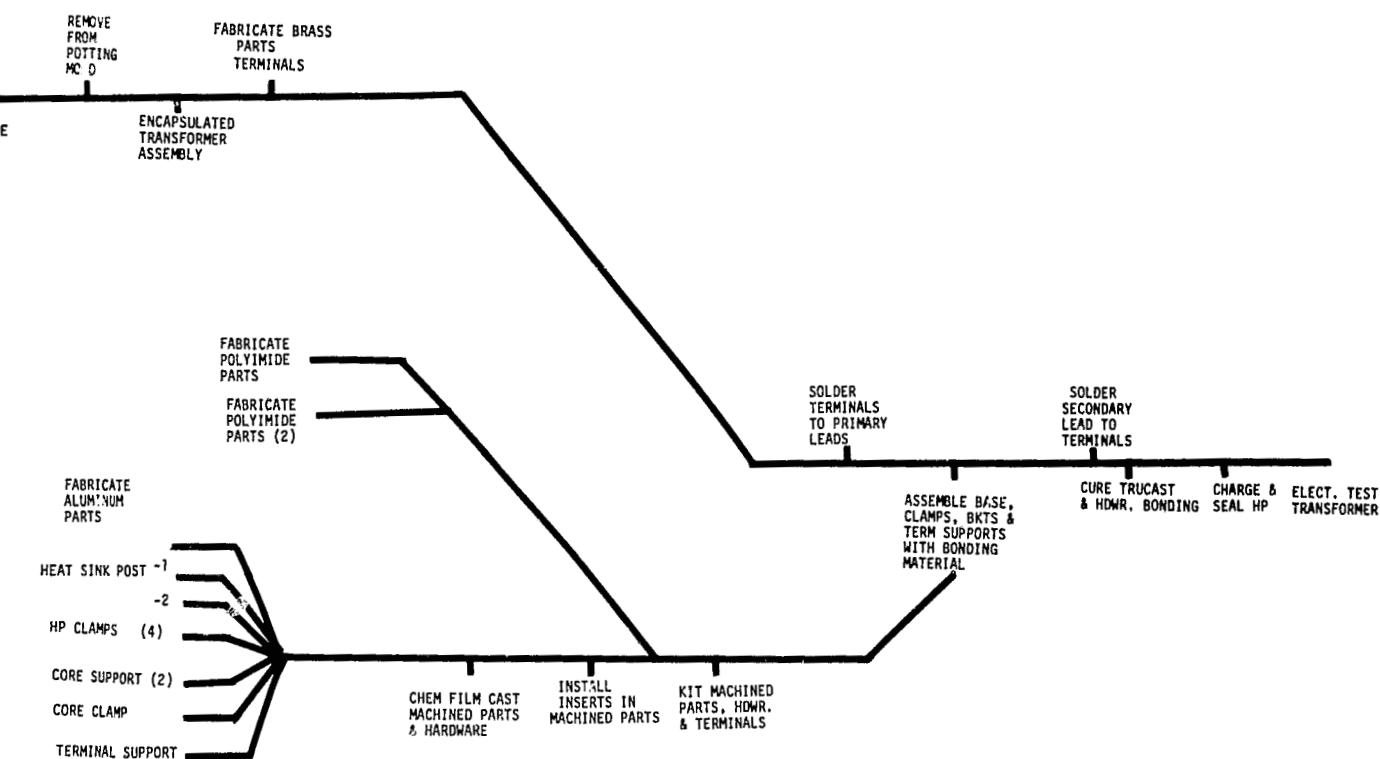 REMOVE
FROM
POTTING
FABRICATE BRASS
PARTS
TERMINALS
E
ENCAPSULATED
TRANSFORMER
ASSEMBLY
FABRICATE
POLYIMIDE
PARTS
FABRICATE
POLYIMIDE
PARTS (2)
SOLDER
TERMINALS
TO PRIMARY
LEADS
SOLDER
SECONDARY
LEAD TO
TERMINALS
ASSEMBLE BASE,
CLAMPS, BKTS &
TERM SUPPORTS
WITH BONDING
MATERIAL
CURE TRUCAST
& HDWR. BONDING
CHARGE &
SEAL HP
ELECT. TEST
TRANSFORMER
FABRICATE
ALUMINUM
PARTS
HEAT SINK POST -1
-2
HP CLAMPS (4)
CORE SUPPORT (2)
CORE CLAMP
TERMINAL SUPPORT
CHEM FILM CAST
MACHINED PARTS
& HARDWARE
INSTALL
INSERTS IN
MACHINED PARTS
KIT MACHINED
PARTS, HDWR.
& TERMINALS